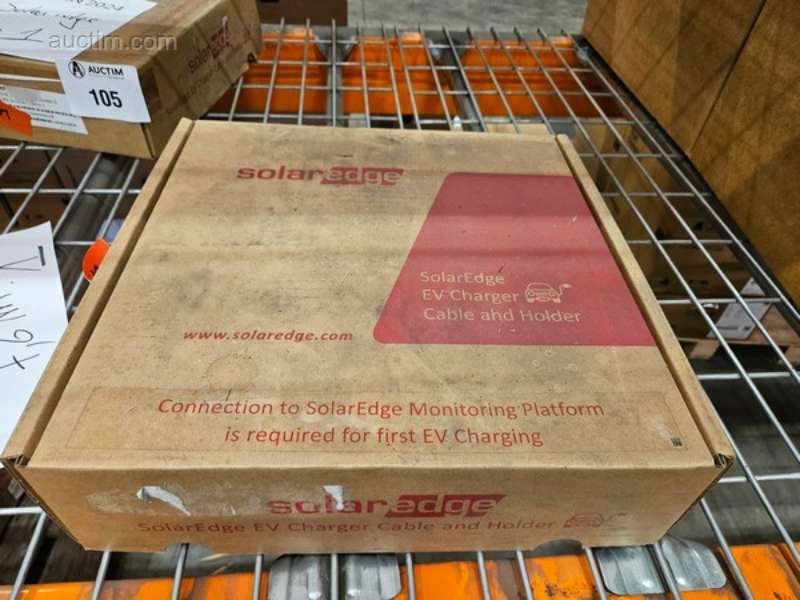 auctim.com
AUCTIM
105
solaredge
solaredge
SolarEdge
EV Charger
Cable and Holder
www.solaredge.com
Connection to SolarEdge Monitoring Platform
is required for first EV Charging
solaredge
SolarEdge EV Charger Cable and Holder